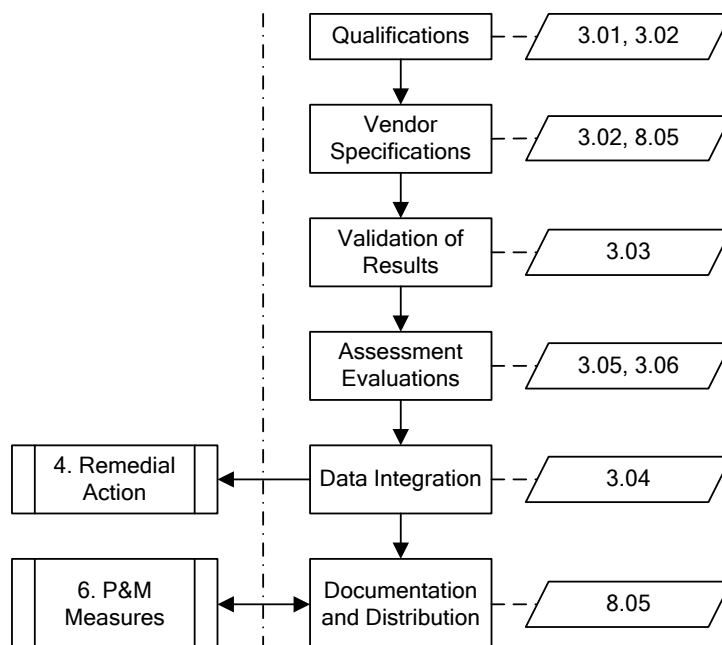 Qualifications
3.01, 3.02
Vendor
Specifications
3.02, 8.05
Validation of
Results
3.03
Assessment
Evaluations
3.05, 3.06
4. Remedial
Action
Data Integration
3.04
6. P&M
Measures
Documentation
and Distribution
8.05